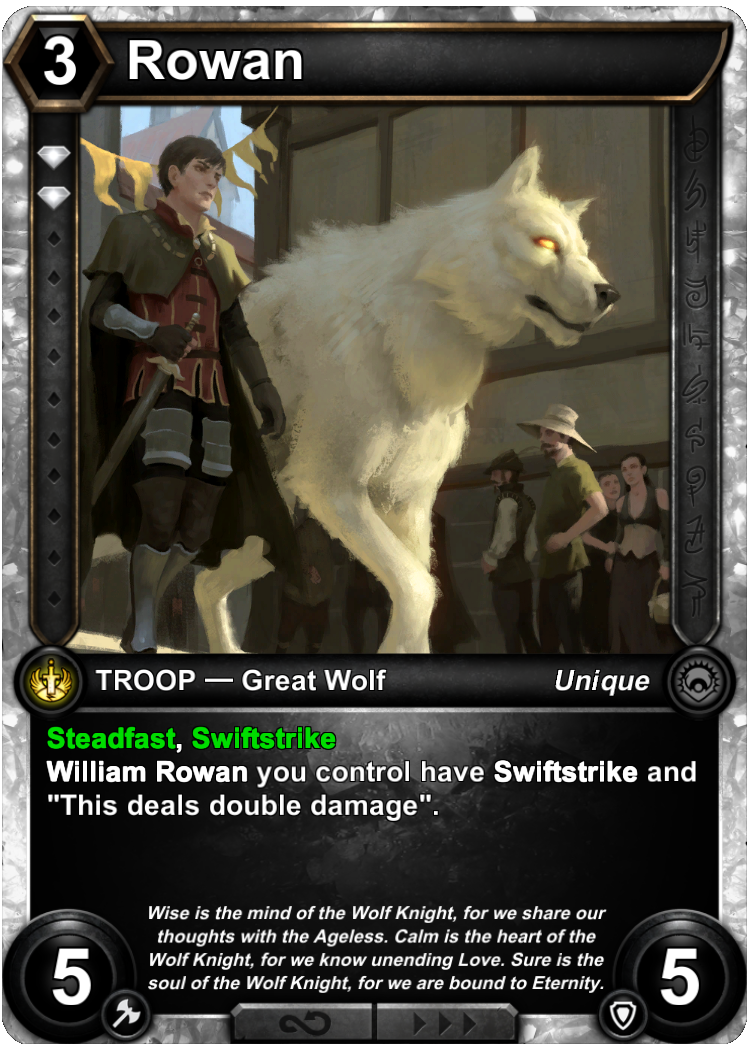 3 Rowan
TROOP — Great Wolf Unique
Steadfast, Swiftstrike
William Rowan you control have Swiftstrike and
"This deals double damage".
Wise is the mind of the Wolf Knight, for we share our
thoughts with the Ageless. Calm is the heart of the
Wolf Knight, for we know unending Love. Sure is the
soul of the Wolf Knight, for we are bound to Eternity.
5 5